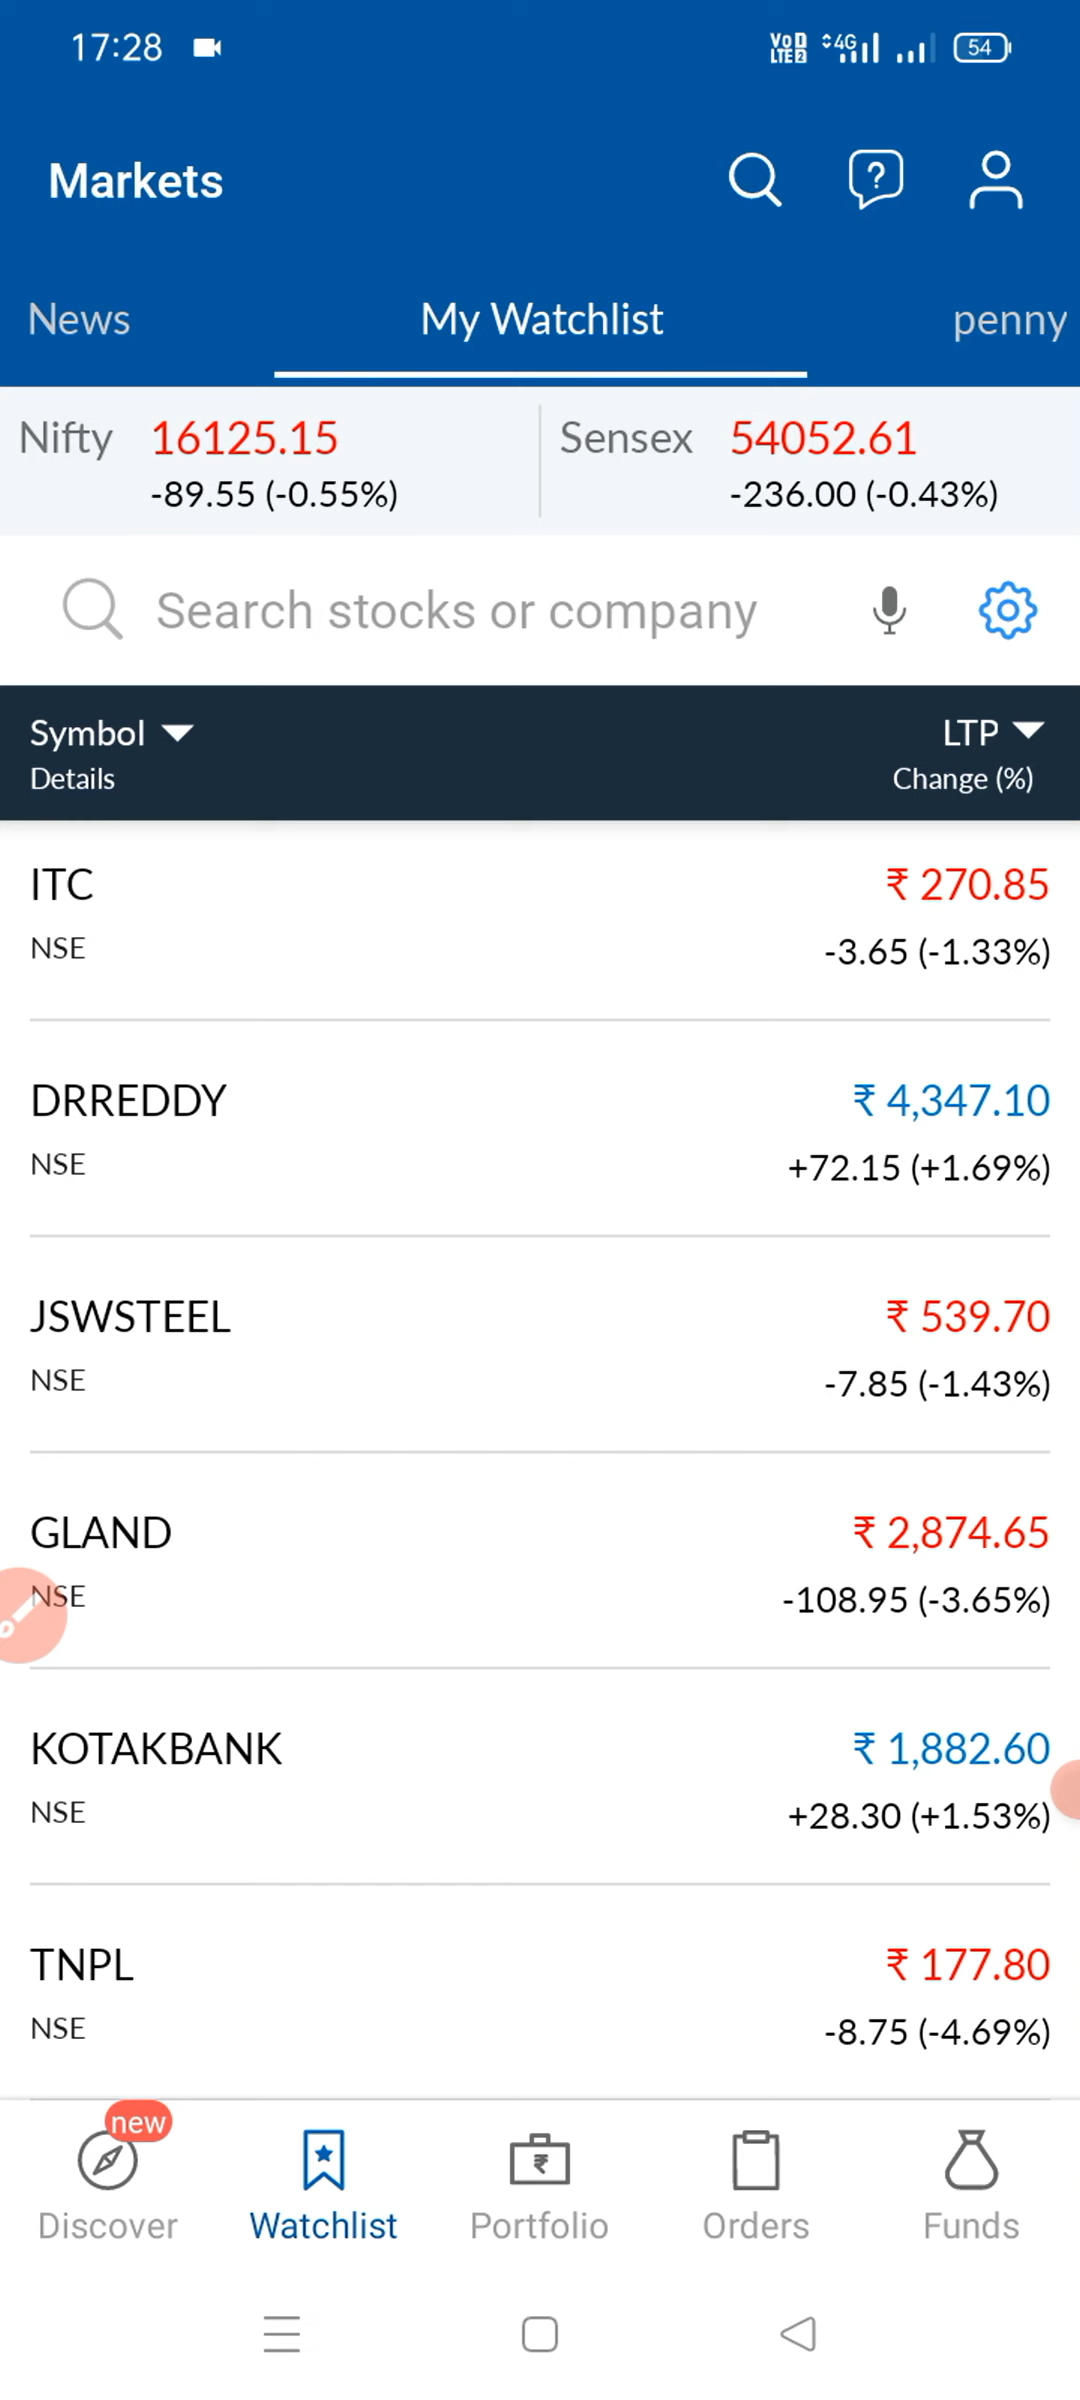 17:28
VoD LTE2 4G 54
Markets
News My Watchlist penny
Nifty 16125.15 Sensex 54052.61
-89.55 (-0.55%) -236.00 (-0.43%)
Search stocks or company
Symbol LTP
Details Change (%)
ITC ₹ 270.85
NSE -3.65 (-1.33%)
DRREDDY ₹ 4,347.10
NSE +72.15 (+1.69%)
JSWSTEEL ₹ 539.70
NSE -7.85 (-1.43%)
GLAND ₹ 2,874.65
NSE -108.95 (-3.65%)
KOTAKBANK ₹ 1,882.60
NSE +28.30 (+1.53%)
TNPL ₹ 177.80
NSE -8.75 (-4.69%)
new
Discover Watchlist Portfolio Orders Funds